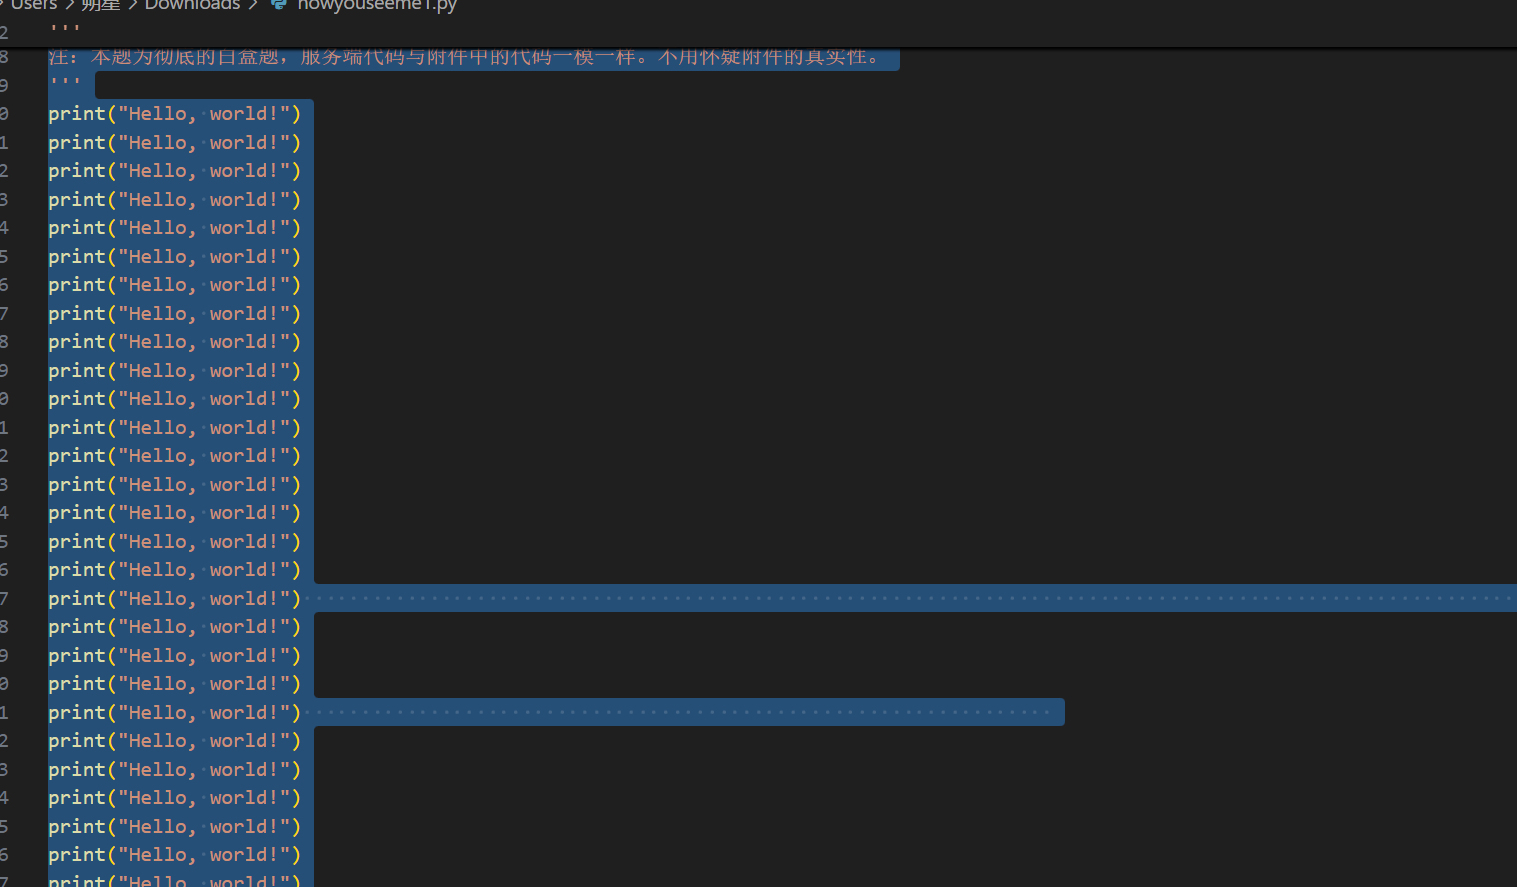 Users > 朔星 > Downloads > nowyouseeme1.py
2 '''
8 注：本题为彻底的白盒题，服务端代码与附件中的代码一模一样。不用怀疑附件的真实性。
9 '''
0 print("Hello, world!")
1 print("Hello, world!")
2 print("Hello, world!")
3 print("Hello, world!")
4 print("Hello, world!")
5 print("Hello, world!")
6 print("Hello, world!")
7 print("Hello, world!")
8 print("Hello, world!")
9 print("Hello, world!")
0 print("Hello, world!")
1 print("Hello, world!")
2 print("Hello, world!")
3 print("Hello, world!")
4 print("Hello, world!")
5 print("Hello, world!")
6 print("Hello, world!")
7 print("Hello, world!")
8 print("Hello, world!")
9 print("Hello, world!")
0 print("Hello, world!")
1 print("Hello, world!")
2 print("Hello, world!")
3 print("Hello, world!")
4 print("Hello, world!")
5 print("Hello, world!")
6 print("Hello, world!")
7 print("Hello, world!")